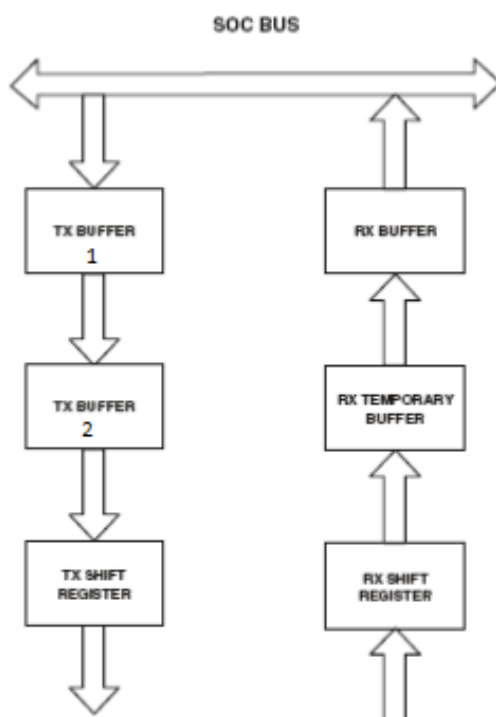 SOC BUS
TX BUFFER
1
RX BUFFER
TX BUFFER
2
RX TEMPORARY
BUFFER
TX SHIFT
REGISTER
RX SHIFT
REGISTER